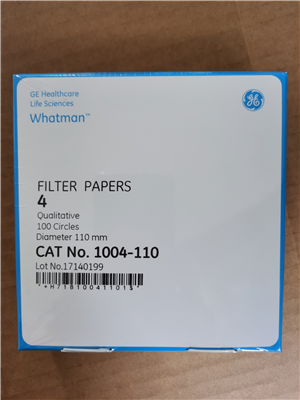 GE Healthcare
Life Sciences
Whatman™
FILTER PAPERS
4
Qualitative
100 Circles
Diameter 110 mm
CAT No. 1004-110
Lot No.17140199